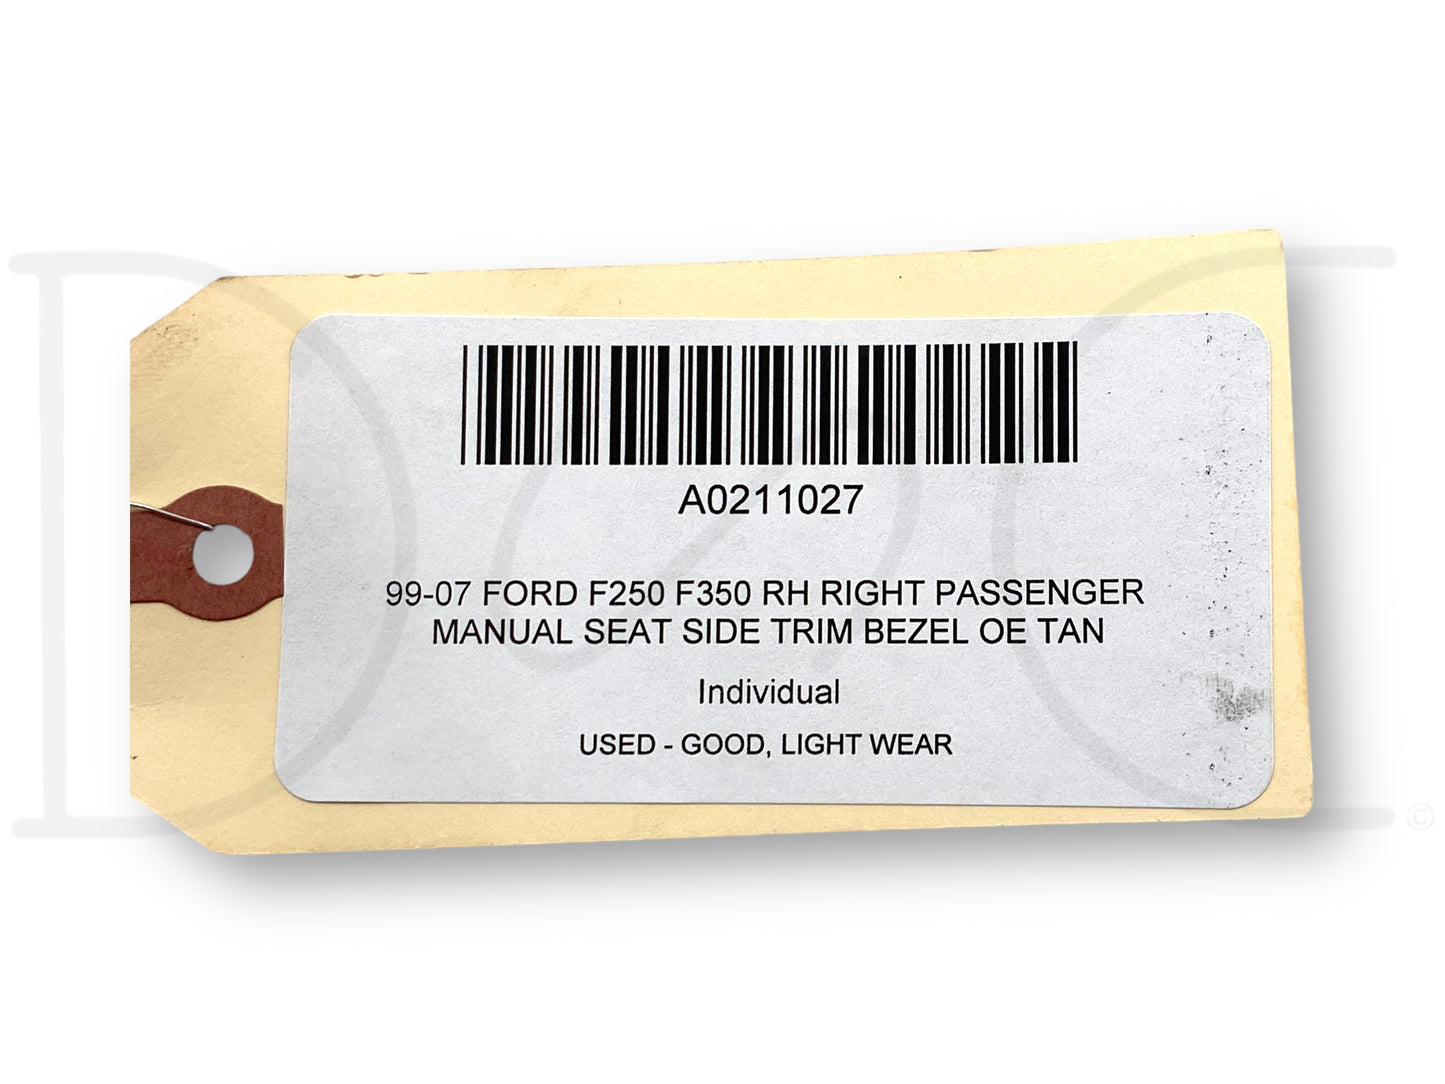 A0211027
99-07 FORD F250 F350 RH RIGHT PASSENGER
MANUAL SEAT SIDE TRIM BEZEL OE TAN
Individual
USED - GOOD, LIGHT WEAR